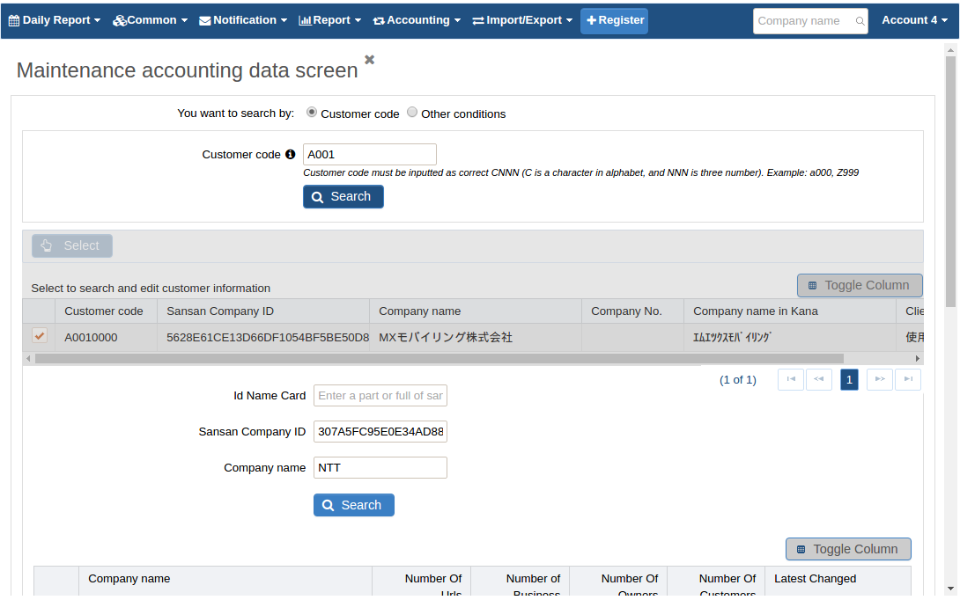 Daily Report Common Notification Report Accounting Import/Export Register Company name Account 4
Maintenance accounting data screen
You want to search by: Customer code Other conditions
Customer code A001
Customer code must be inputted as correct CNNN (C is a character in alphabet, and NNN is three number). Example: a000, Z999
Search
Select
Select to search and edit customer information Toggle Column
Customer code Sansan Company ID Company name Company No. Company name in Kana Clie
A0010000 5628E61CE13D66DF1054BF5BE50D8 MXモバイリング株式会社 ｴﾑｴﾂｸｽﾓﾊﾞｲﾘﾝｸﾞ 使用
(1 of 1) 1
Id Name Card Enter a part or full of sar
Sansan Company ID 307A5FC95E0E34AD88
Company name NTT
Search
Toggle Column
Company name Number Of Number of Number Of Number Of Latest Changed
Urls Business Owners Customers